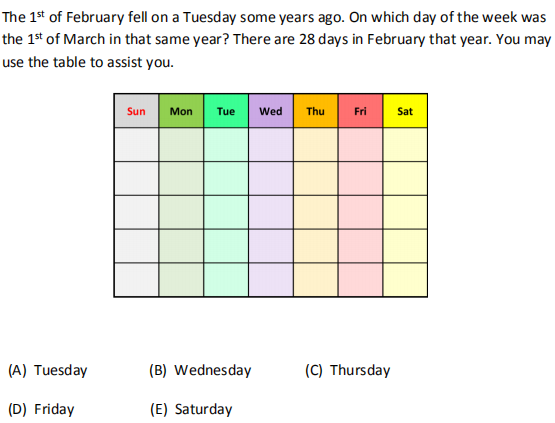 The 1st of February fell on a Tuesday some years ago. On which day of the week was
the 1st of March in that same year? There are 28 days in February that year. You may
use the table to assist you.
Sun Mon Tue Wed Thu Fri Sat
(A) Tuesday (B) Wednesday (C) Thursday
(D) Friday (E) Saturday